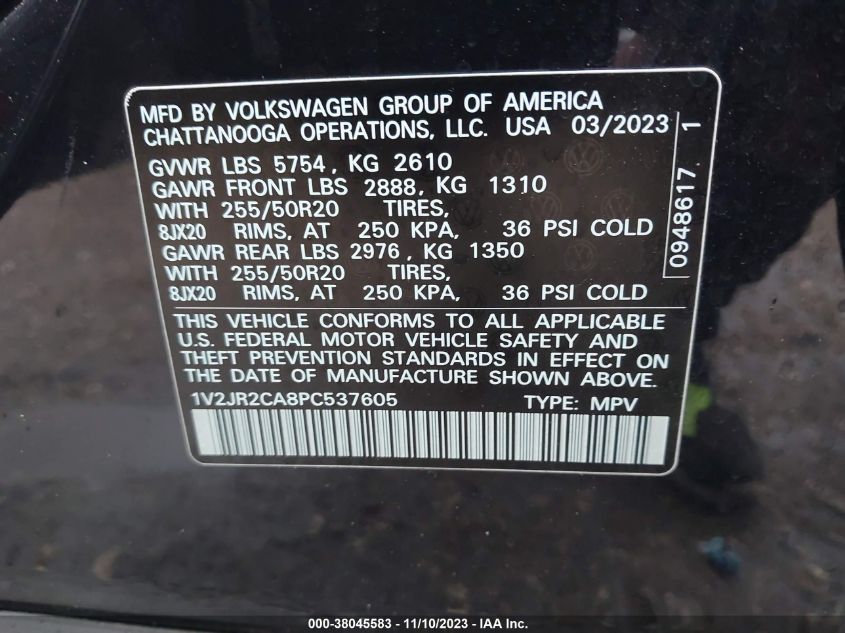 MFD BY VOLKSWAGEN GROUP OF AMERICA
CHATTANOOGA OPERATIONS, LLC. USA 03/2023
GVWR LBS 5754, KG 2610
GAWR FRONT LBS 2888, KG 1310
WITH 255/50R20 TIRES,
8JX20 RIMS, AT 250 KPA, 36 PSI COLD
GAWR REAR LBS 2976, KG 1350
WITH 255/50R20 TIRES,
8JX20 RIMS, AT 250 KPA, 36 PSI COLD
THIS VEHICLE CONFORMS TO ALL APPLICABLE
U.S. FEDERAL MOTOR VEHICLE SAFETY AND
THEFT PREVENTION STANDARDS IN EFFECT ON
THE DATE OF MANUFACTURE SHOWN ABOVE.
1V2JR2CA8PC537605 TYPE: MPV
0948617 1
000-38045583 - 11/10/2023 - IAA Inc.